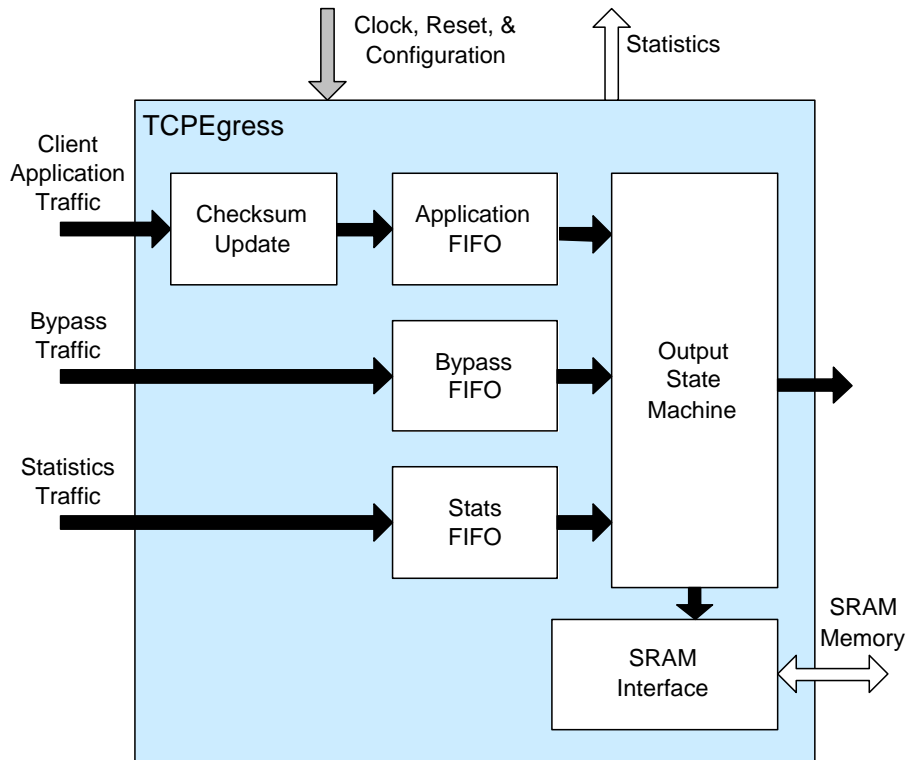 Clock, Reset, &
Configuration
Statistics
TCPEgress
Client
Application
Traffic
Checksum
Update
Application
FIFO
Bypass
Traffic
Bypass
FIFO
Output
State
Machine
Statistics
Traffic
Stats
FIFO
SRAM
Memory
SRAM
Interface